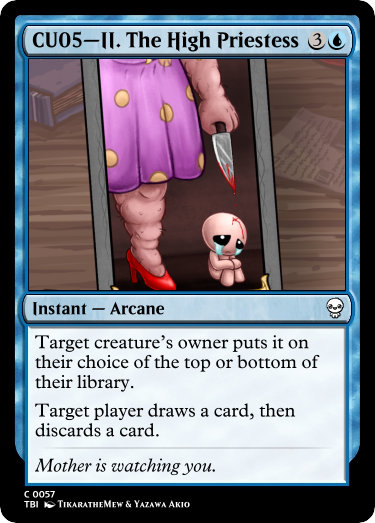 CU05—II. The High Priestess 3
Instant — Arcane
Target creature's owner puts it on
their choice of the top or bottom of
their library.
Target player draws a card, then
discards a card.
Mother is watching you.
C 0057
TBI TikaratheMew & Yazawa Akio